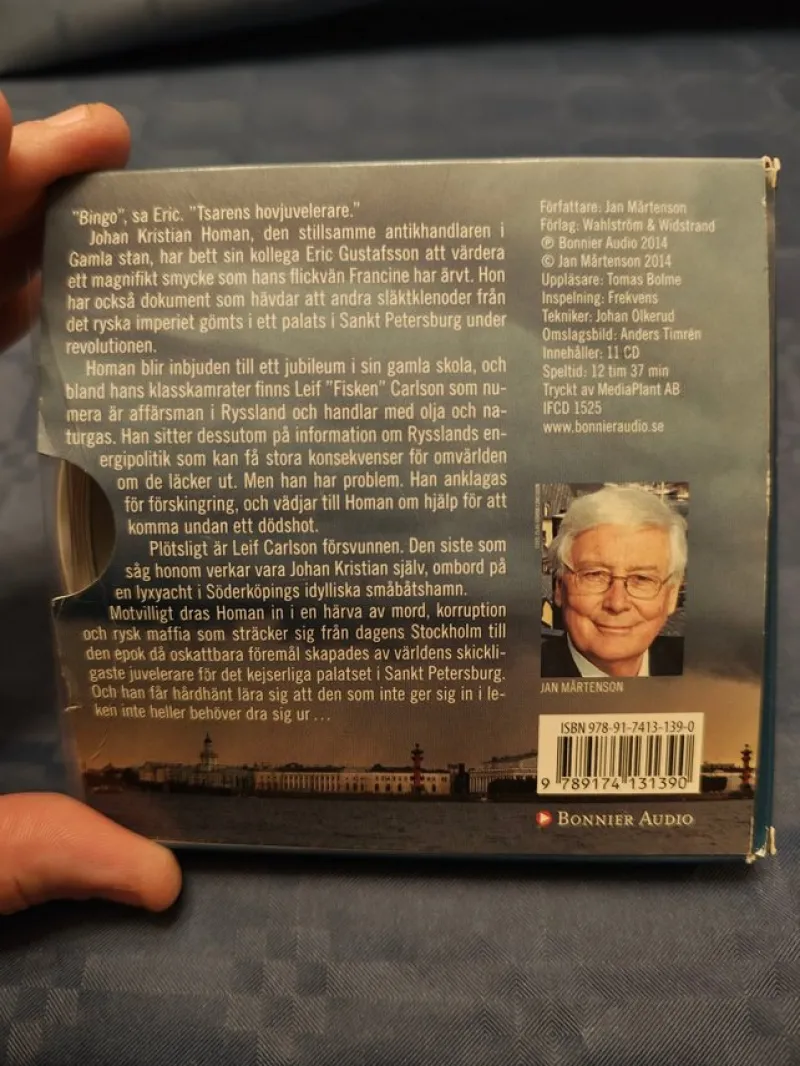 "Bingo", sa Eric. "Tsarens hovjuvelerare."
Johan Kristian Homan, den stillsamme antikhandlaren i
Gamla stan, har bett sin kollega Eric Gustafsson att värdera
ett magnifikt smycke som hans flickvän Francine har ärvt. Hon
har också dokument som hävdar att andra släktklenoder från
det ryska imperiet gömts i ett palats i Sankt Petersburg under
revolutionen.
Homan blir inbjuden till ett jubileum i sin gamla skola, och
bland hans klasskamrater finns Leif "Fisken" Carlson som nu-
mera är affärsman i Ryssland och handlar med olja och na-
turgas. Han sitter dessutom på information om Rysslands en-
ergipolitik som kan få stora konsekvenser för omvärlden
om de läcker ut. Men han har problem. Han anklagas
för förskingring, och vädjar till Homan om hjälp för att
komma undan ett dödshot.
Plötsligt är Leif Carlson försvunnen. Den siste som
såg honom verkar vara Johan Kristian själv, ombord på
en lyxyacht i Söderköpings idylliska småbåtshamn.
Motvilligt dras Homan in i en härva av mord, korruption
och rysk maffia som sträcker sig från dagens Stockholm till
den epok då oskattbara föremål skapades av världens skickli-
gaste juvelerare för det kejserliga palatset i Sankt Petersburg.
Och han får hårdhänt lära sig att den som inte ger sig in i le-
ken inte heller behöver dra sig ur ...
Författare: Jan Mårtenson
Förlag: Wahlström & Widstrand
℗ Bonnier Audio 2014
© Jan Mårtenson 2014
Uppläsare: Tomas Bolme
Inspelning: Frekvens
Tekniker: Johan Olkerud
Omslagsbild: Anders Timrén
Innehåller: 11 CD
Speltid: 12 tim 37 min
Tryckt av MediaPlant AB
IFCD 1525
www.bonnieraudio.se
JAN MÅRTENSON
ISBN 978-91-7413-139-0
9 789174 131390
BONNIER AUDIO